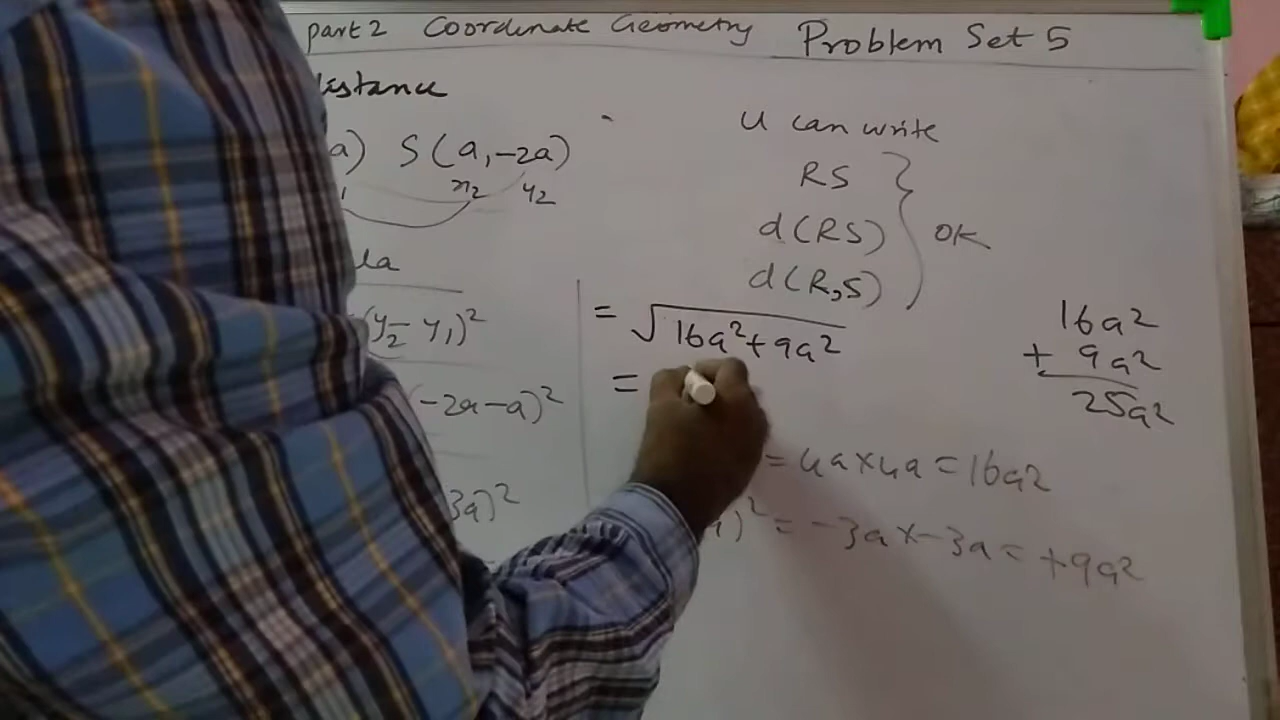 part 2 Coordinate Geometry Problem Set 5
istance
a) S(a,-2a)
x2 y2
la
(y2- y1)²
-2a-a)²
3a)²
U can write
RS
d(RS)
d(R,S)
OK
= √16a²+9a²
=
16a²
+ 9a²
25a²
= 4a×4a=16a²
)²= -3a×-3a= +9a²